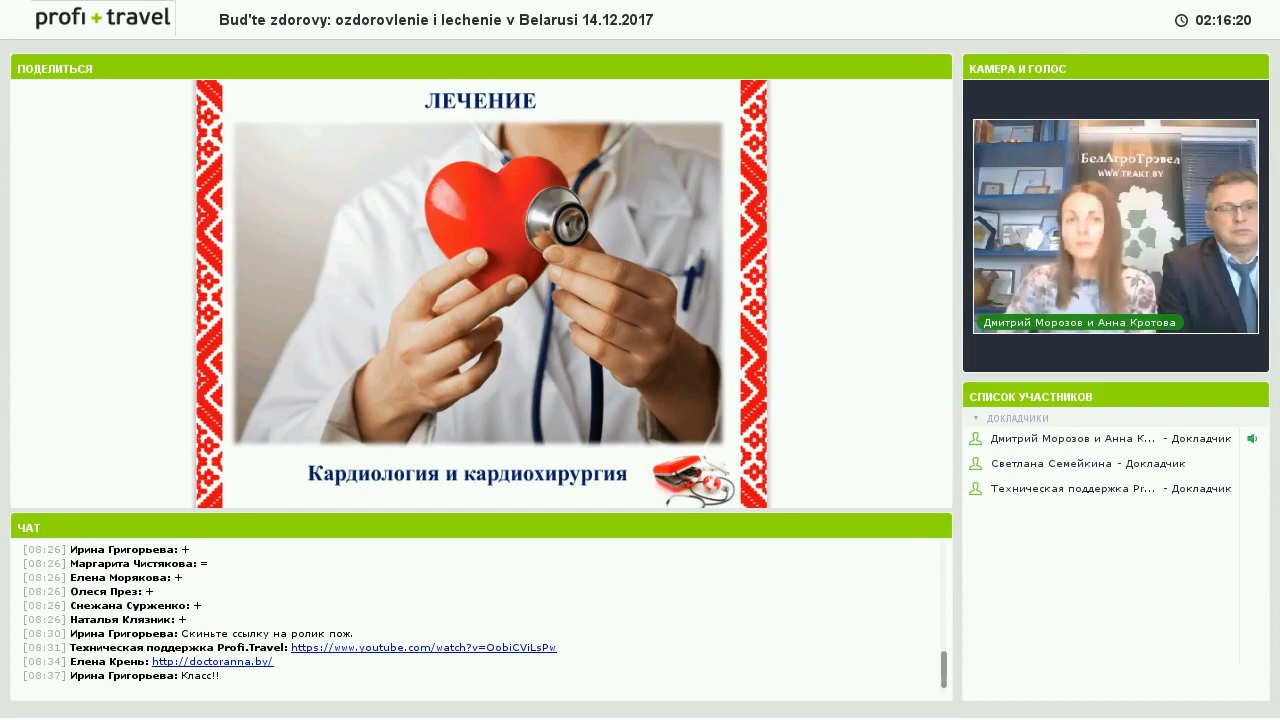 profi + travel
Bud'te zdorovy: ozdorovlenie i lechenie v Belarusi 14.12.2017
02:16:20
ПОДЕЛИТЬСЯ
ЛЕЧЕНИЕ
Кардиология и кардиохирургия
КАМЕРА И ГОЛОС
БелАгроТрэвел
WWW.TRAKT.BY
Дмитрий Морозов и Анна Кротова
СПИСОК УЧАСТНИКОВ
ДОКЛАДЧИКИ
Дмитрий Морозов и Анна К... - Докладчик
Светлана Семейкина - Докладчик
Техническая поддержка Pr... - Докладчик
ЧАТ
[08:26] Ирина Григорьева: +
[08:26] Маргарита Чистякова: =
[08:26] Елена Морякова: +
[08:26] Олеся През: +
[08:26] Снежана Сурженко: +
[08:26] Наталья Клязник: +
[08:30] Ирина Григорьева: Скиньте ссылку на ролик пож.
[08:31] Техническая поддержка Profi.Travel: https://www.youtube.com/watch?v=OobiCViLsPw
[08:34] Елена Крень: http://doctoranna.by/
[08:37] Ирина Григорьева: Класс!!